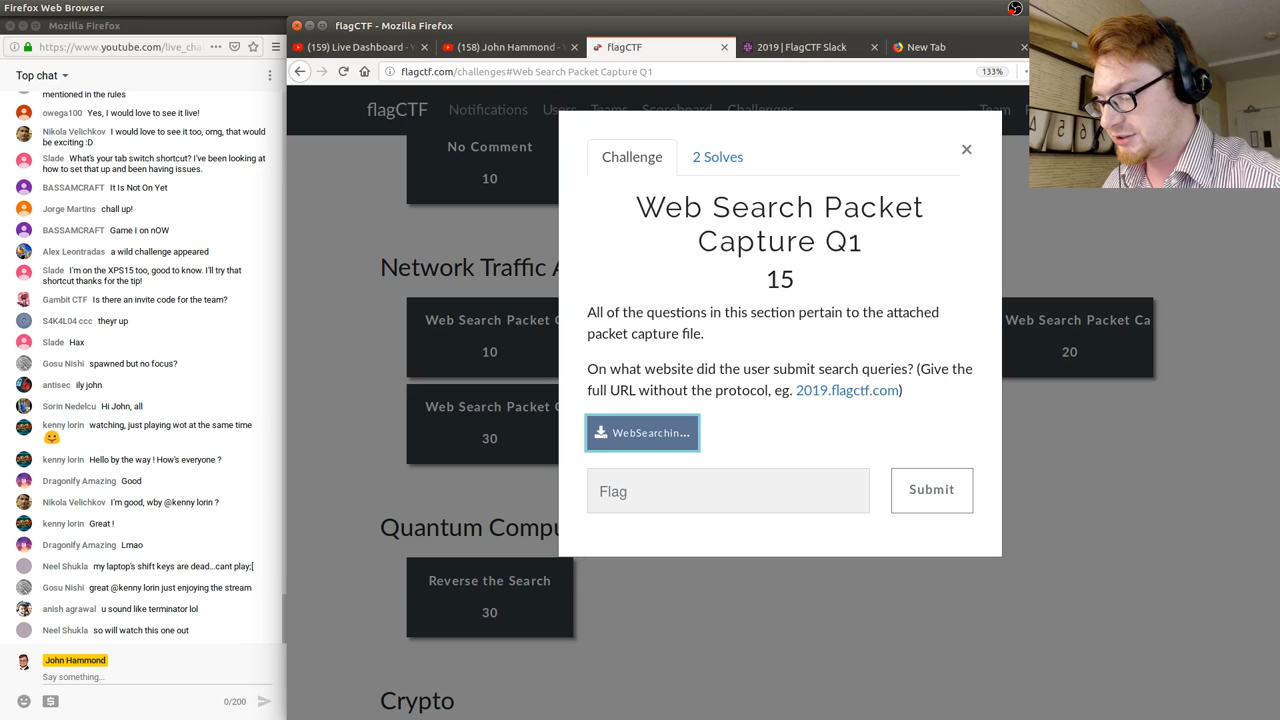 Firefox Web Browser
Mozilla Firefox
https://www.youtube.com/live_cha
Top chat
mentioned in the rules
owega100 Yes, I would love to see it live!
Nikola Velichkov I would love to see it too, omg, that would
be exciting :D
Slade What's your tab switch shortcut? I've been looking at
how to set that up and been having issues.
BASSAMCRAFT It Is Not On Yet
Jorge Martins chall up!
BASSAMCRAFT Game I on nOW
Alex Leontradas a wild challenge appeared
Slade I'm on the XPS15 too, good to know. I'll try that
shortcut thanks for the tip!
Gambit CTF Is there an invite code for the team?
S4K4L04 ccc theyr up
Slade Hax
Gosu Nishi spawned but no focus?
antisec ily john
Sorin Nedelcu Hi John, all
kenny lorin watching, just playing wot at the same time
kenny lorin Hello by the way ! How's everyone ?
Dragonify Amazing Good
Nikola Velichkov I'm good, wby @kenny lorin ?
kenny lorin Great !
Dragonify Amazing Lmao
Neel Shukla my laptop's shift keys are dead...cant play;[
Gosu Nishi great @kenny lorin just enjoying the stream
anish agrawal u sound like terminator lol
Neel Shukla so will watch this one out
John Hammond
Say something...
0/200
flagCTF - Mozilla Firefox
(159) Live Dashboard - Y
(158) John Hammond -
flagCTF
2019 | FlagCTF Slack
New Tab
flagctf.com/challenges#Web Search Packet Capture Q1
133%
flagCTF Notifications Users Teams Scoreboard Challenges Team
No Comment
10
Network Traffic A
Web Search Packet C
10
Web Search Packet Ca
20
Web Search Packet C
30
Quantum Compu
Reverse the Search
30
Crypto
Challenge
2 Solves
×
Web Search Packet
Capture Q1
15
All of the questions in this section pertain to the attached
packet capture file.
On what website did the user submit search queries? (Give the
full URL without the protocol, eg. 2019.flagctf.com)
WebSearchin...
Flag
Submit